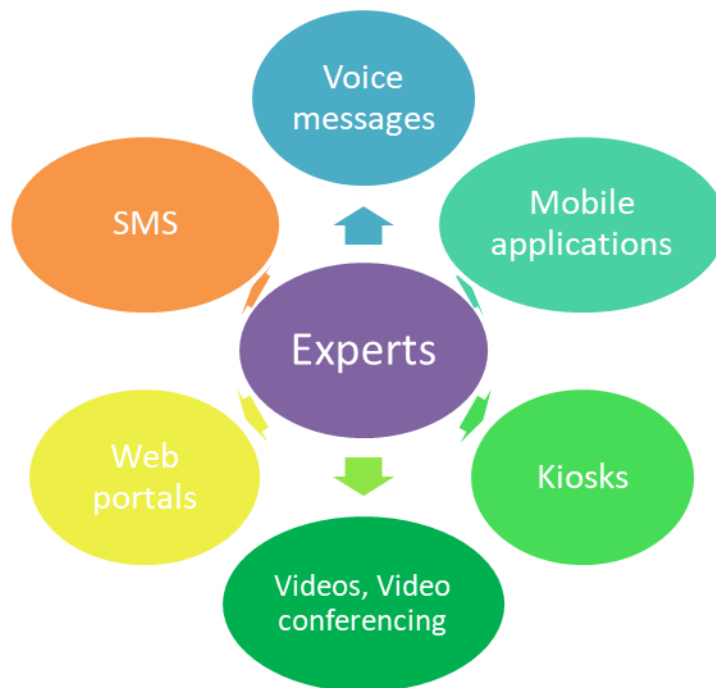 Voice
messages
SMS
Mobile
applications
Experts
Web
portals
Kiosks
Videos, Video
conferencing